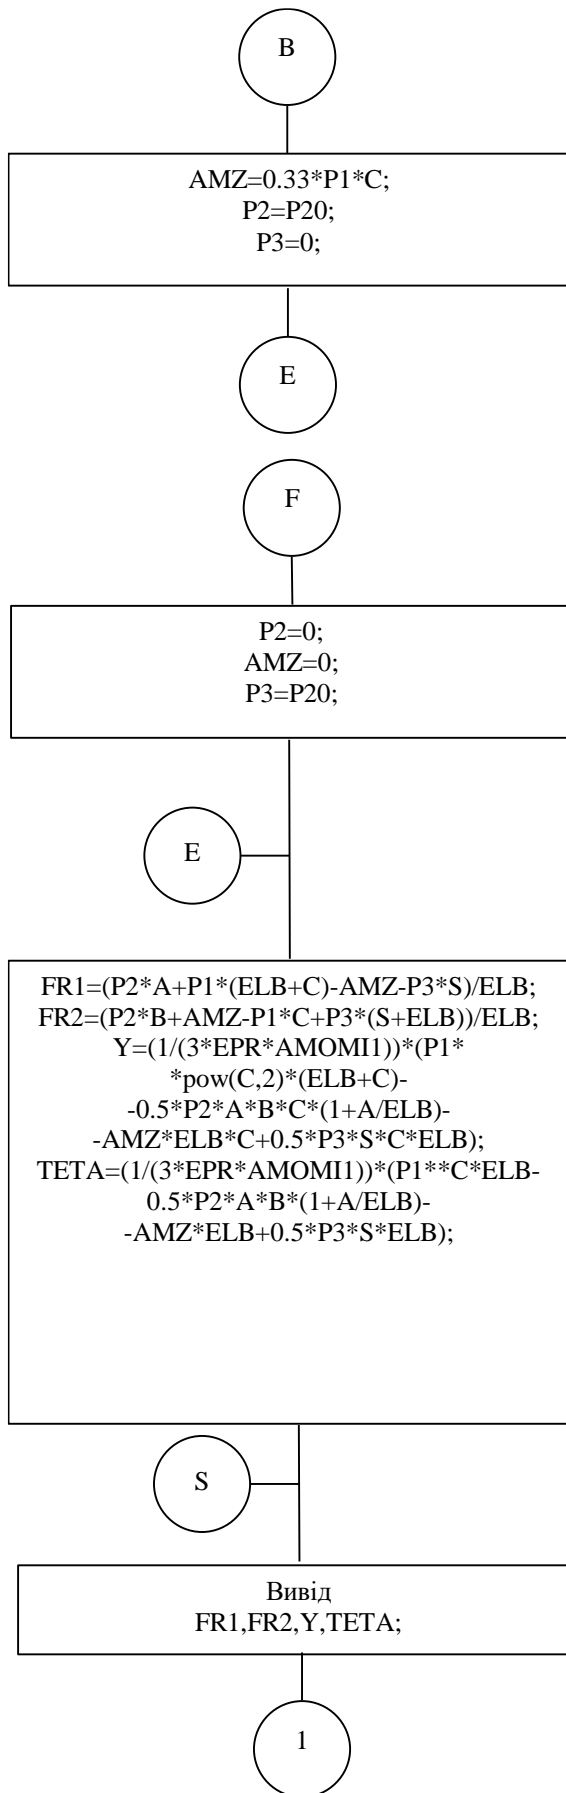 B
AMZ=0.33*P1*C;
P2=P20;
P3=0;
E
F
P2=0;
AMZ=0;
P3=P20;
E
FR1=(P2*A+P1*(ELB+C)-AMZ-P3*S)/ELB;
FR2=(P2*B+AMZ-P1*C+P3*(S+ELB))/ELB;
Y=(1/(3*EPR*AMOMI1))*(P1*
*pow(C,2)*(ELB+C)-
-0.5*P2*A*B*C*(1+A/ELB)-
-AMZ*ELB*C+0.5*P3*S*C*ELB);
TETA=(1/(3*EPR*AMOMI1))*(P1**C*ELB-
0.5*P2*A*B*(1+A/ELB)-
-AMZ*ELB+0.5*P3*S*ELB);
S
Вивід
FR1,FR2,Y,TETA;
1